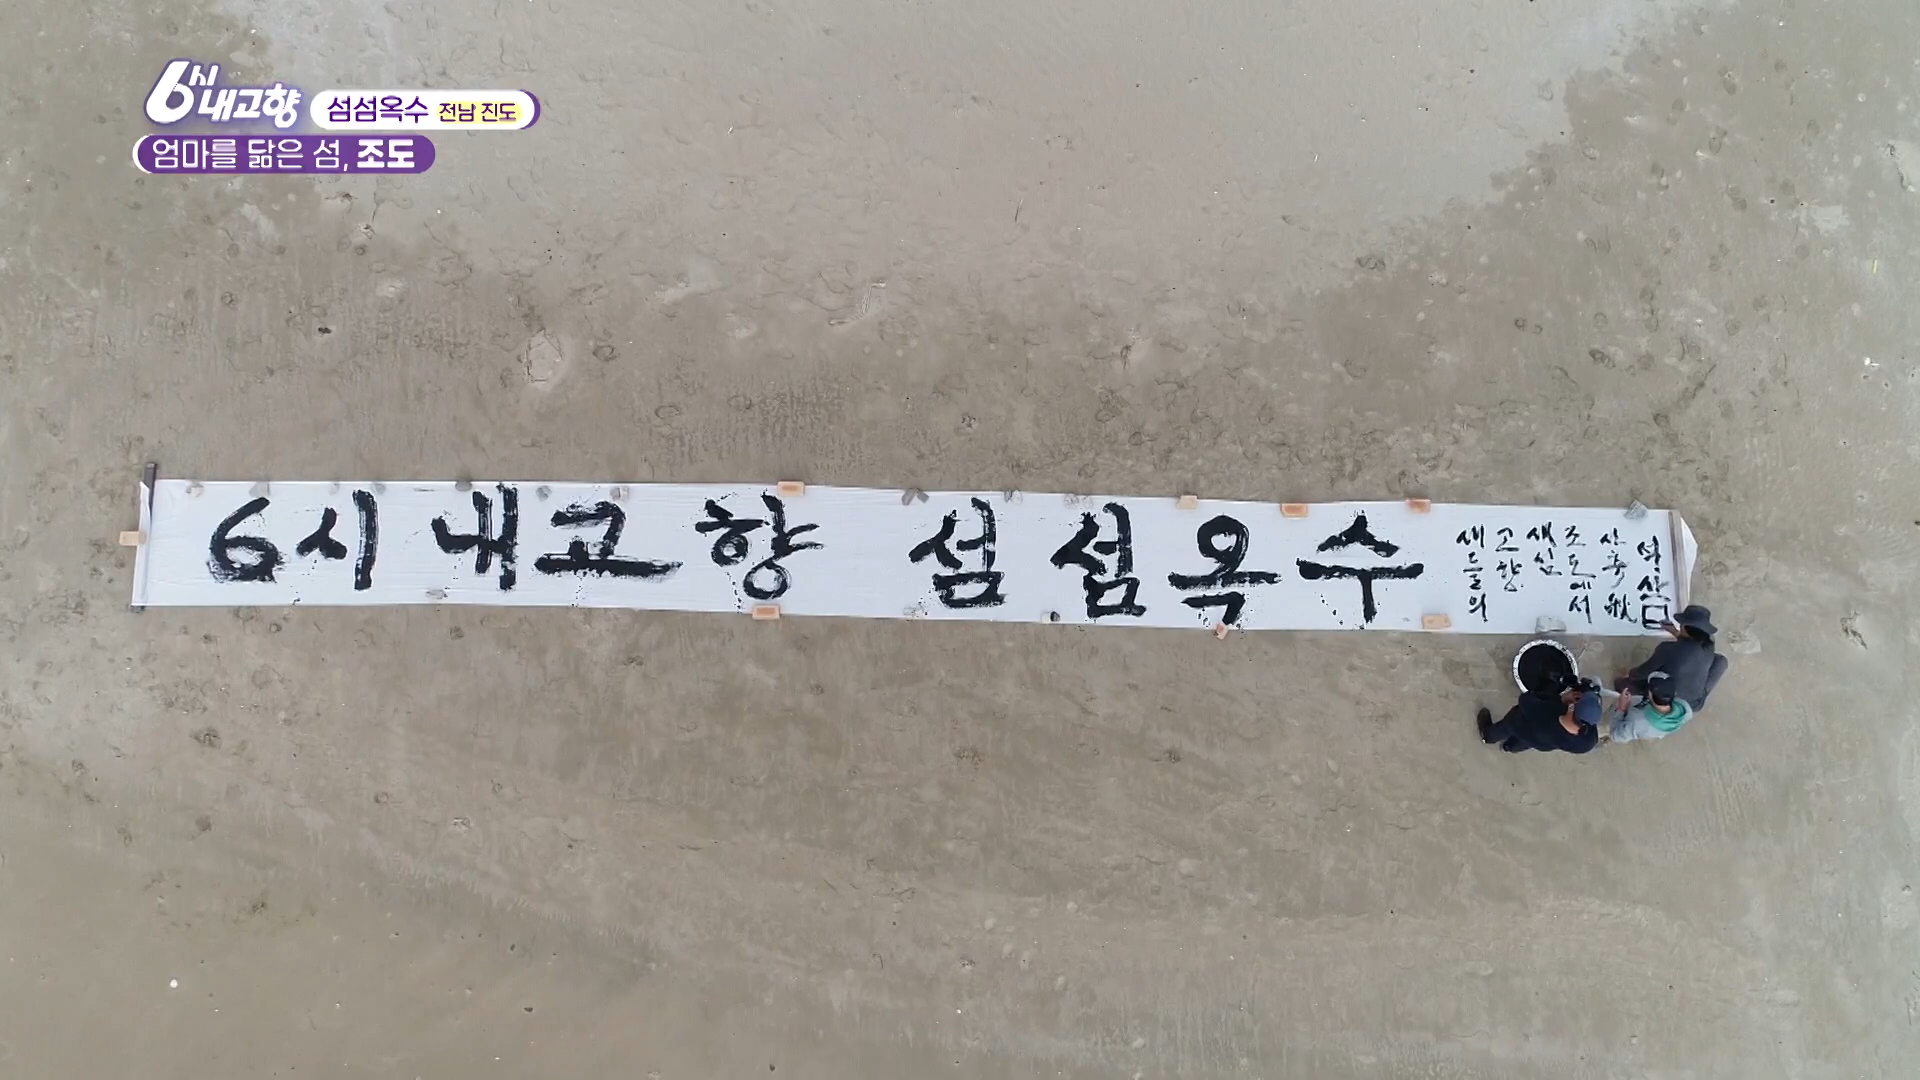 6시내고향 섬섬옥수 전남 진도
엄마를 닮은 섬, 조도
6시 내고향 섬섬옥수
새들의
고향
새섬
조도에서
석산